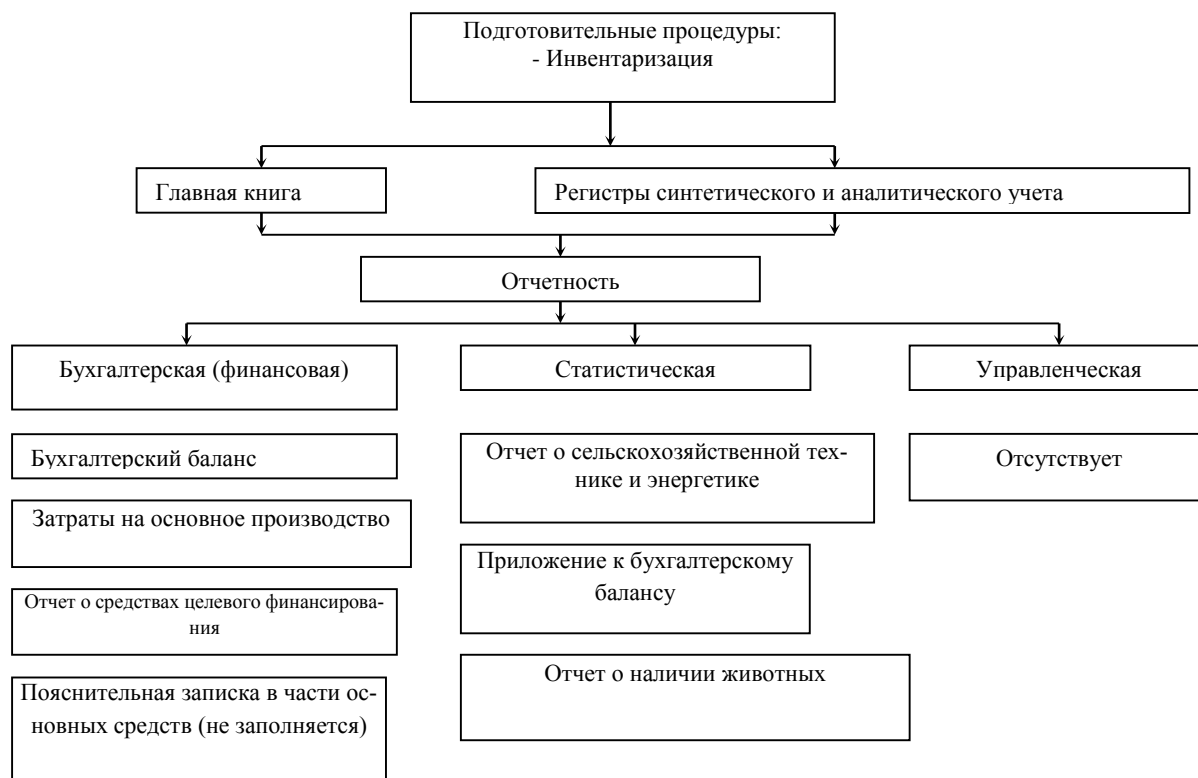 Подготовительные процедуры:
- Инвентаризация
Главная книга
Регистры синтетического и аналитического учета
Отчетность
Бухгалтерская (финансовая)
Статистическая
Управленческая
Бухгалтерский баланс
Отчет о сельскохозяйственной тех-
нике и энергетике
Отсутствует
Затраты на основное производство
Приложение к бухгалтерскому
балансу
Отчет о средствах целевого финансирова-
ния
Отчет о наличии животных
Пояснительная записка в части ос-
новных средств (не заполняется)